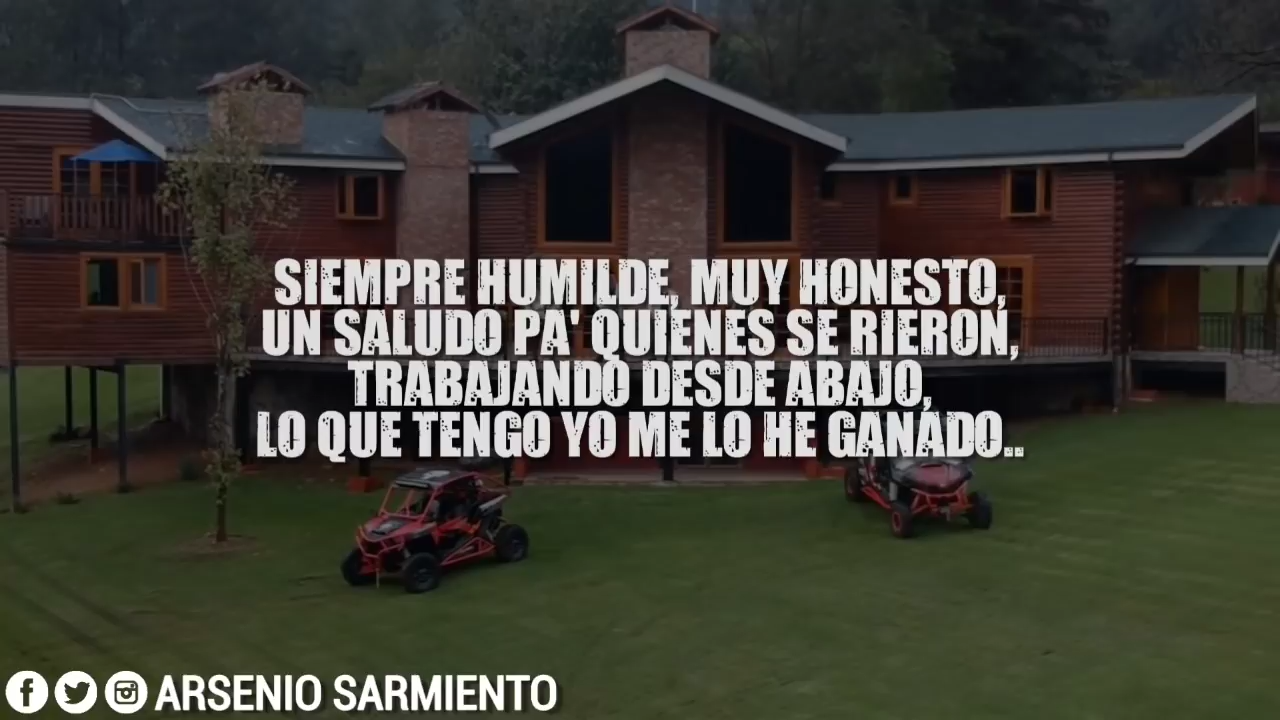 SIEMPRE HUMILDE, MUY HONESTO,
UN SALUDO PA' QUIENES SE RIERON,
TRABAJANDO DESDE ABAJO,
LO QUE TENGO YO ME LO HE GANADO..
ARSENIO SARMIENTO